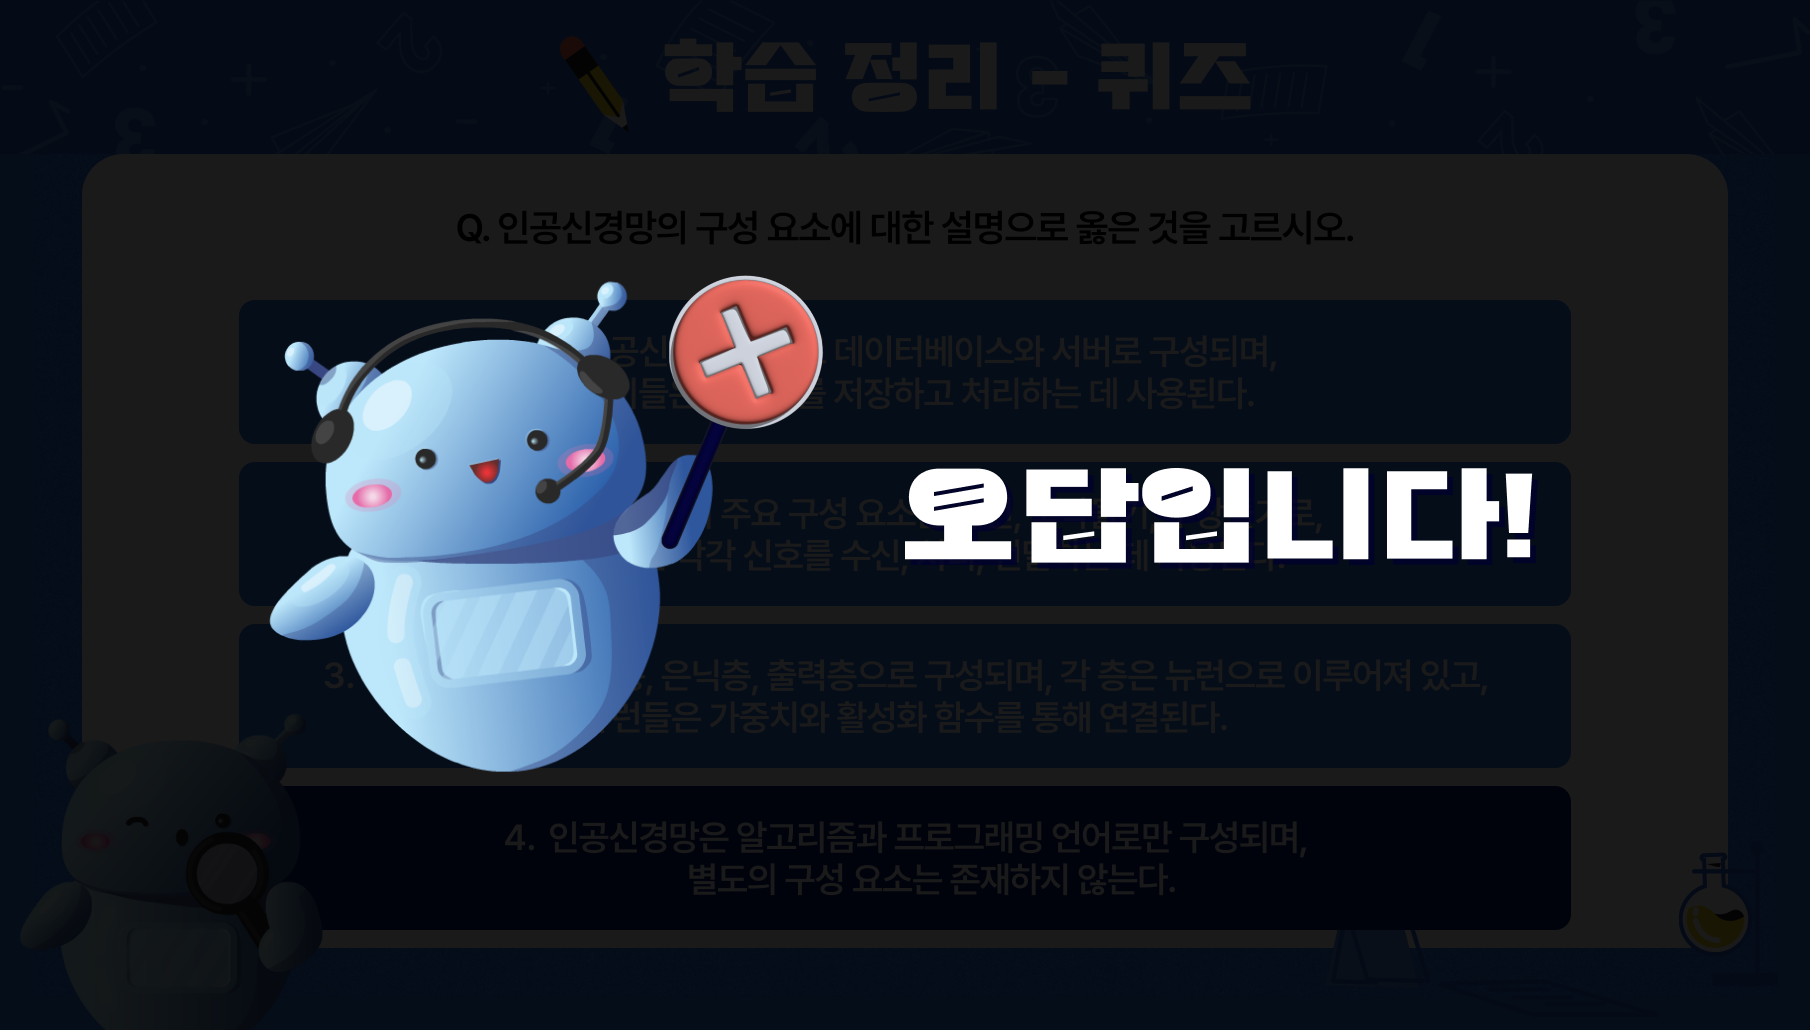 학습 정리 - 퀴즈
Q. 인공신경망의 구성 요소에 대한 설명으로 옳은 것을 고르시오.
데이터베이스와 서버로 구성되며,
저장하고 처리하는 데 사용된다.
주요 구성
각각 신호를 수신,
오답입니다!
3. 은닉층, 출력층으로 구성되며, 각 층은 뉴런으로 이루어져 있고,
가중치와 활성화 함수를 통해 연결된다.
4. 인공신경망은 알고리즘과 프로그래밍 언어로만 구성되며,
별도의 구성 요소는 존재하지 않는다.